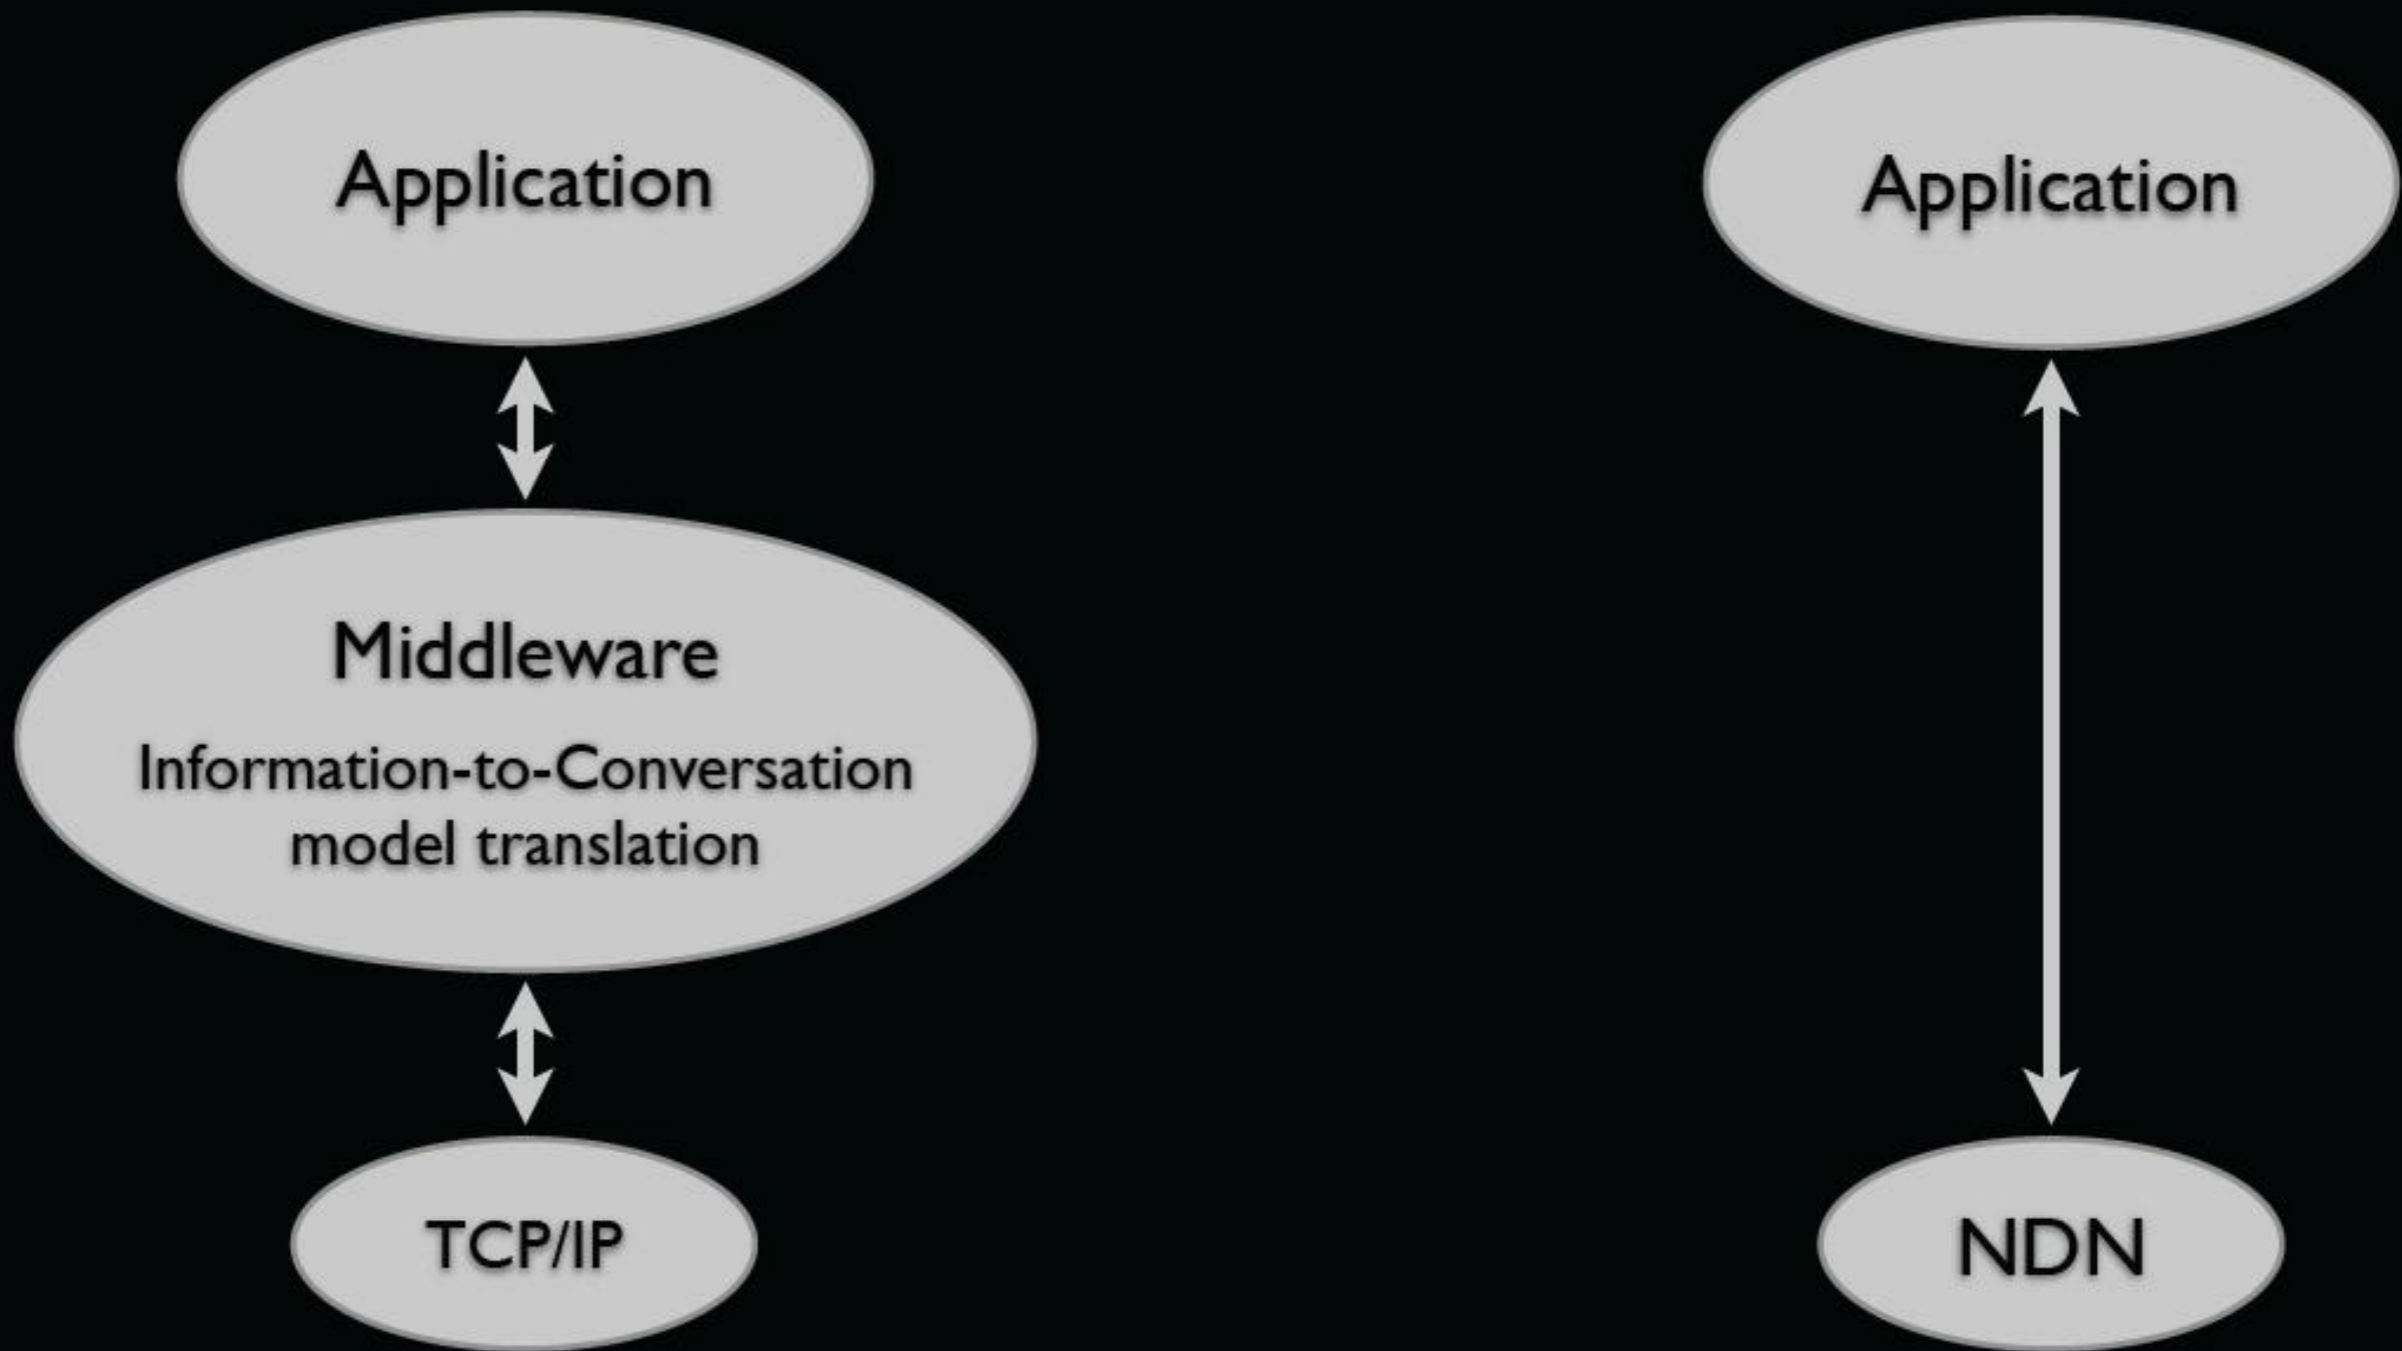 Application
Middleware
Information-to-Conversation
model translation
TCP/IP
Application
NDN